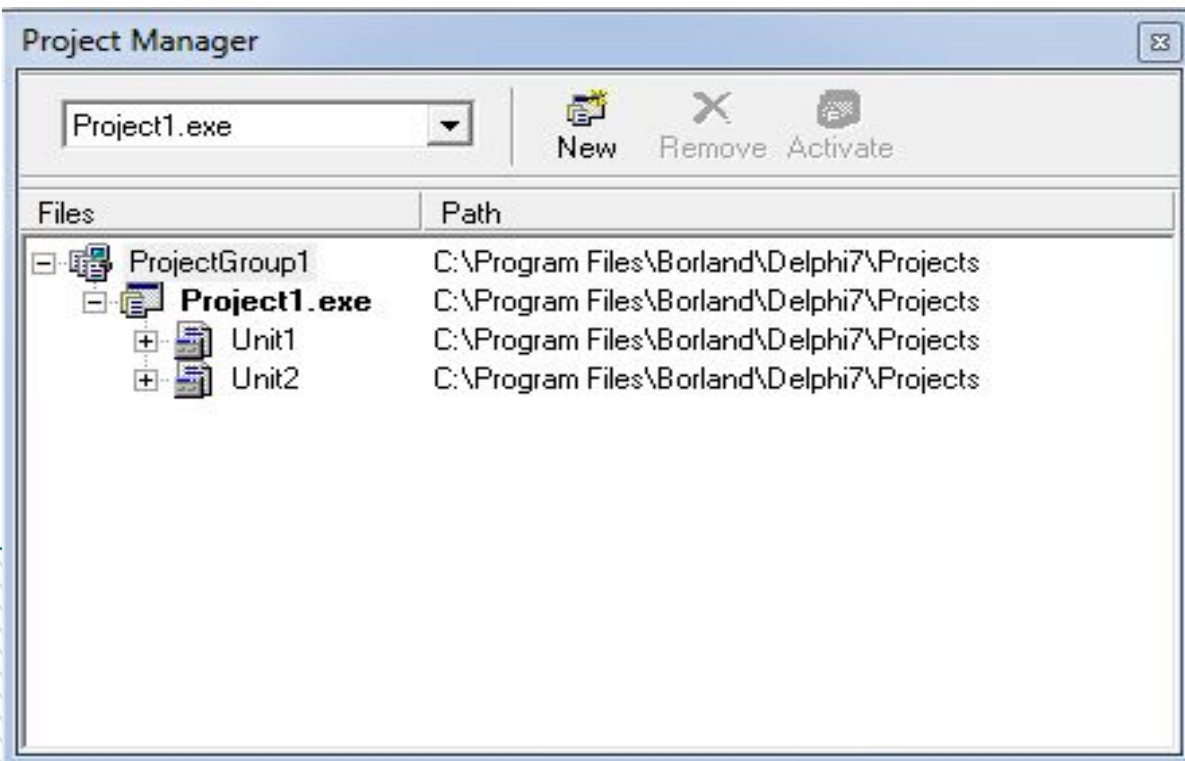 Project Manager
Project1.exe
New Remove Activate
Files Path
ProjectGroup1 C:\Program Files\Borland\Delphi7\Projects
Project1.exe C:\Program Files\Borland\Delphi7\Projects
Unit1 C:\Program Files\Borland\Delphi7\Projects
Unit2 C:\Program Files\Borland\Delphi7\Projects